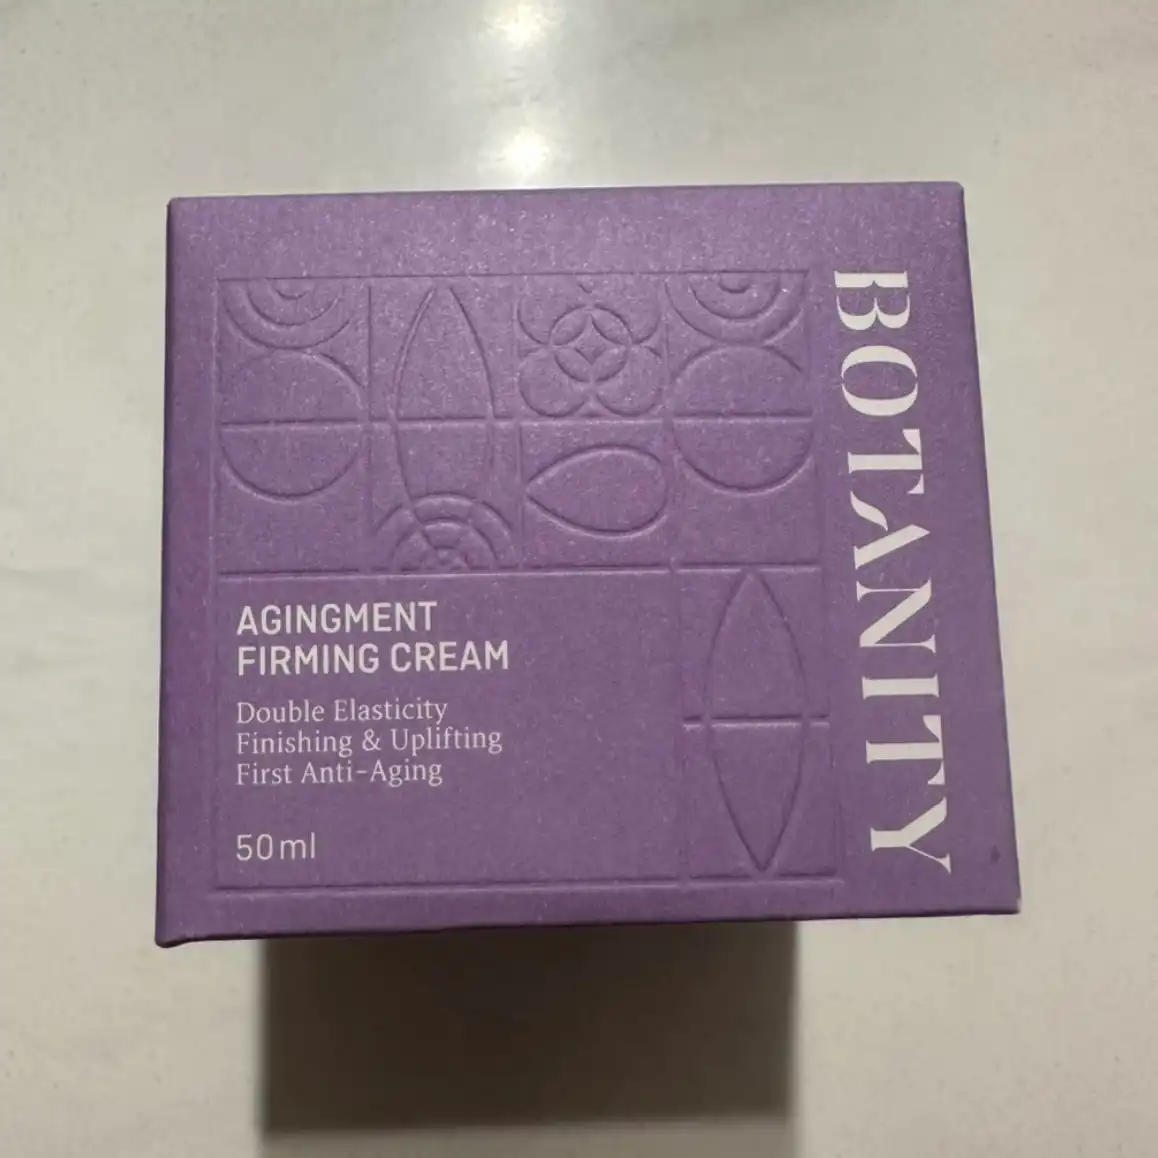 AGINGMENT
FIRMING CREAM
Double Elasticity
Finishing & Uplifting
First Anti-Aging
50ml
BOTANITY